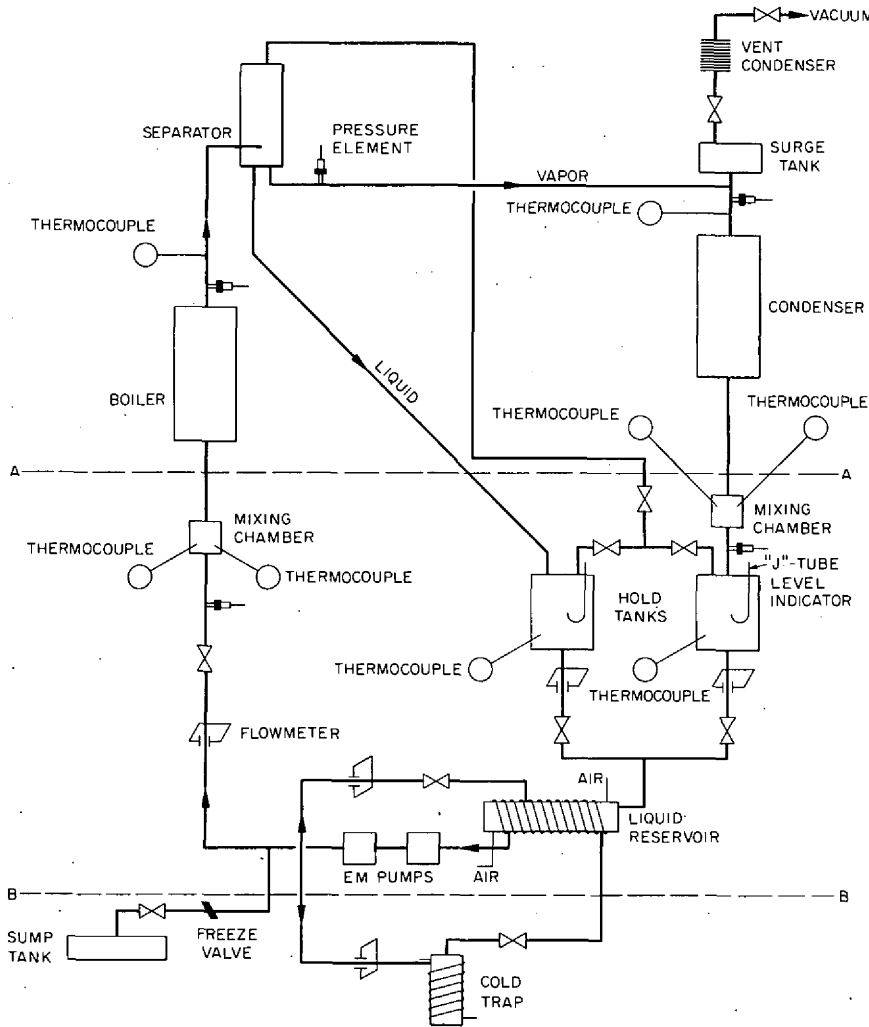 VACUUM
VENT
CONDENSER
SEPARATOR
PRESSURE
ELEMENT
SURGE
TANK
VAPOR
THERMOCOUPLE
THERMOCOUPLE
CONDENSER
LIQUID
BOILER
THERMOCOUPLE
THERMOCOUPLE
A
A
MIXING
CHAMBER
MIXING
CHAMBER
THERMOCOUPLE
THERMOCOUPLE
"J"-TUBE
LEVEL
INDICATOR
HOLD
TANKS
THERMOCOUPLE
THERMOCOUPLE
FLOWMETER
AIR
LIQUID
RESERVOIR
EM PUMPS
AIR
B
B
SUMP
TANK
FREEZE
VALVE
COLD
TRAP